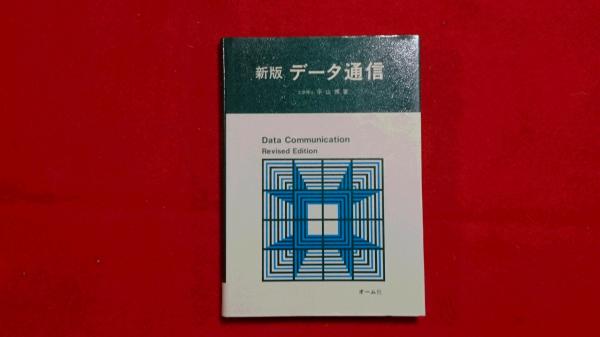 新版 データ通信
Data Communication
Revised Edition
オーム社